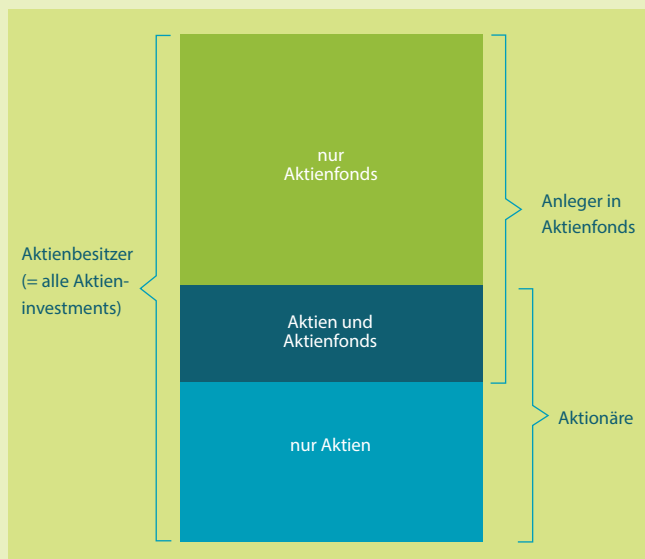 nur
Aktienfonds
Anleger in
Aktienfonds
Aktienbesitzer
(= alle Aktien-
investments)
Aktien und
Aktienfonds
Aktionäre
nur Aktien